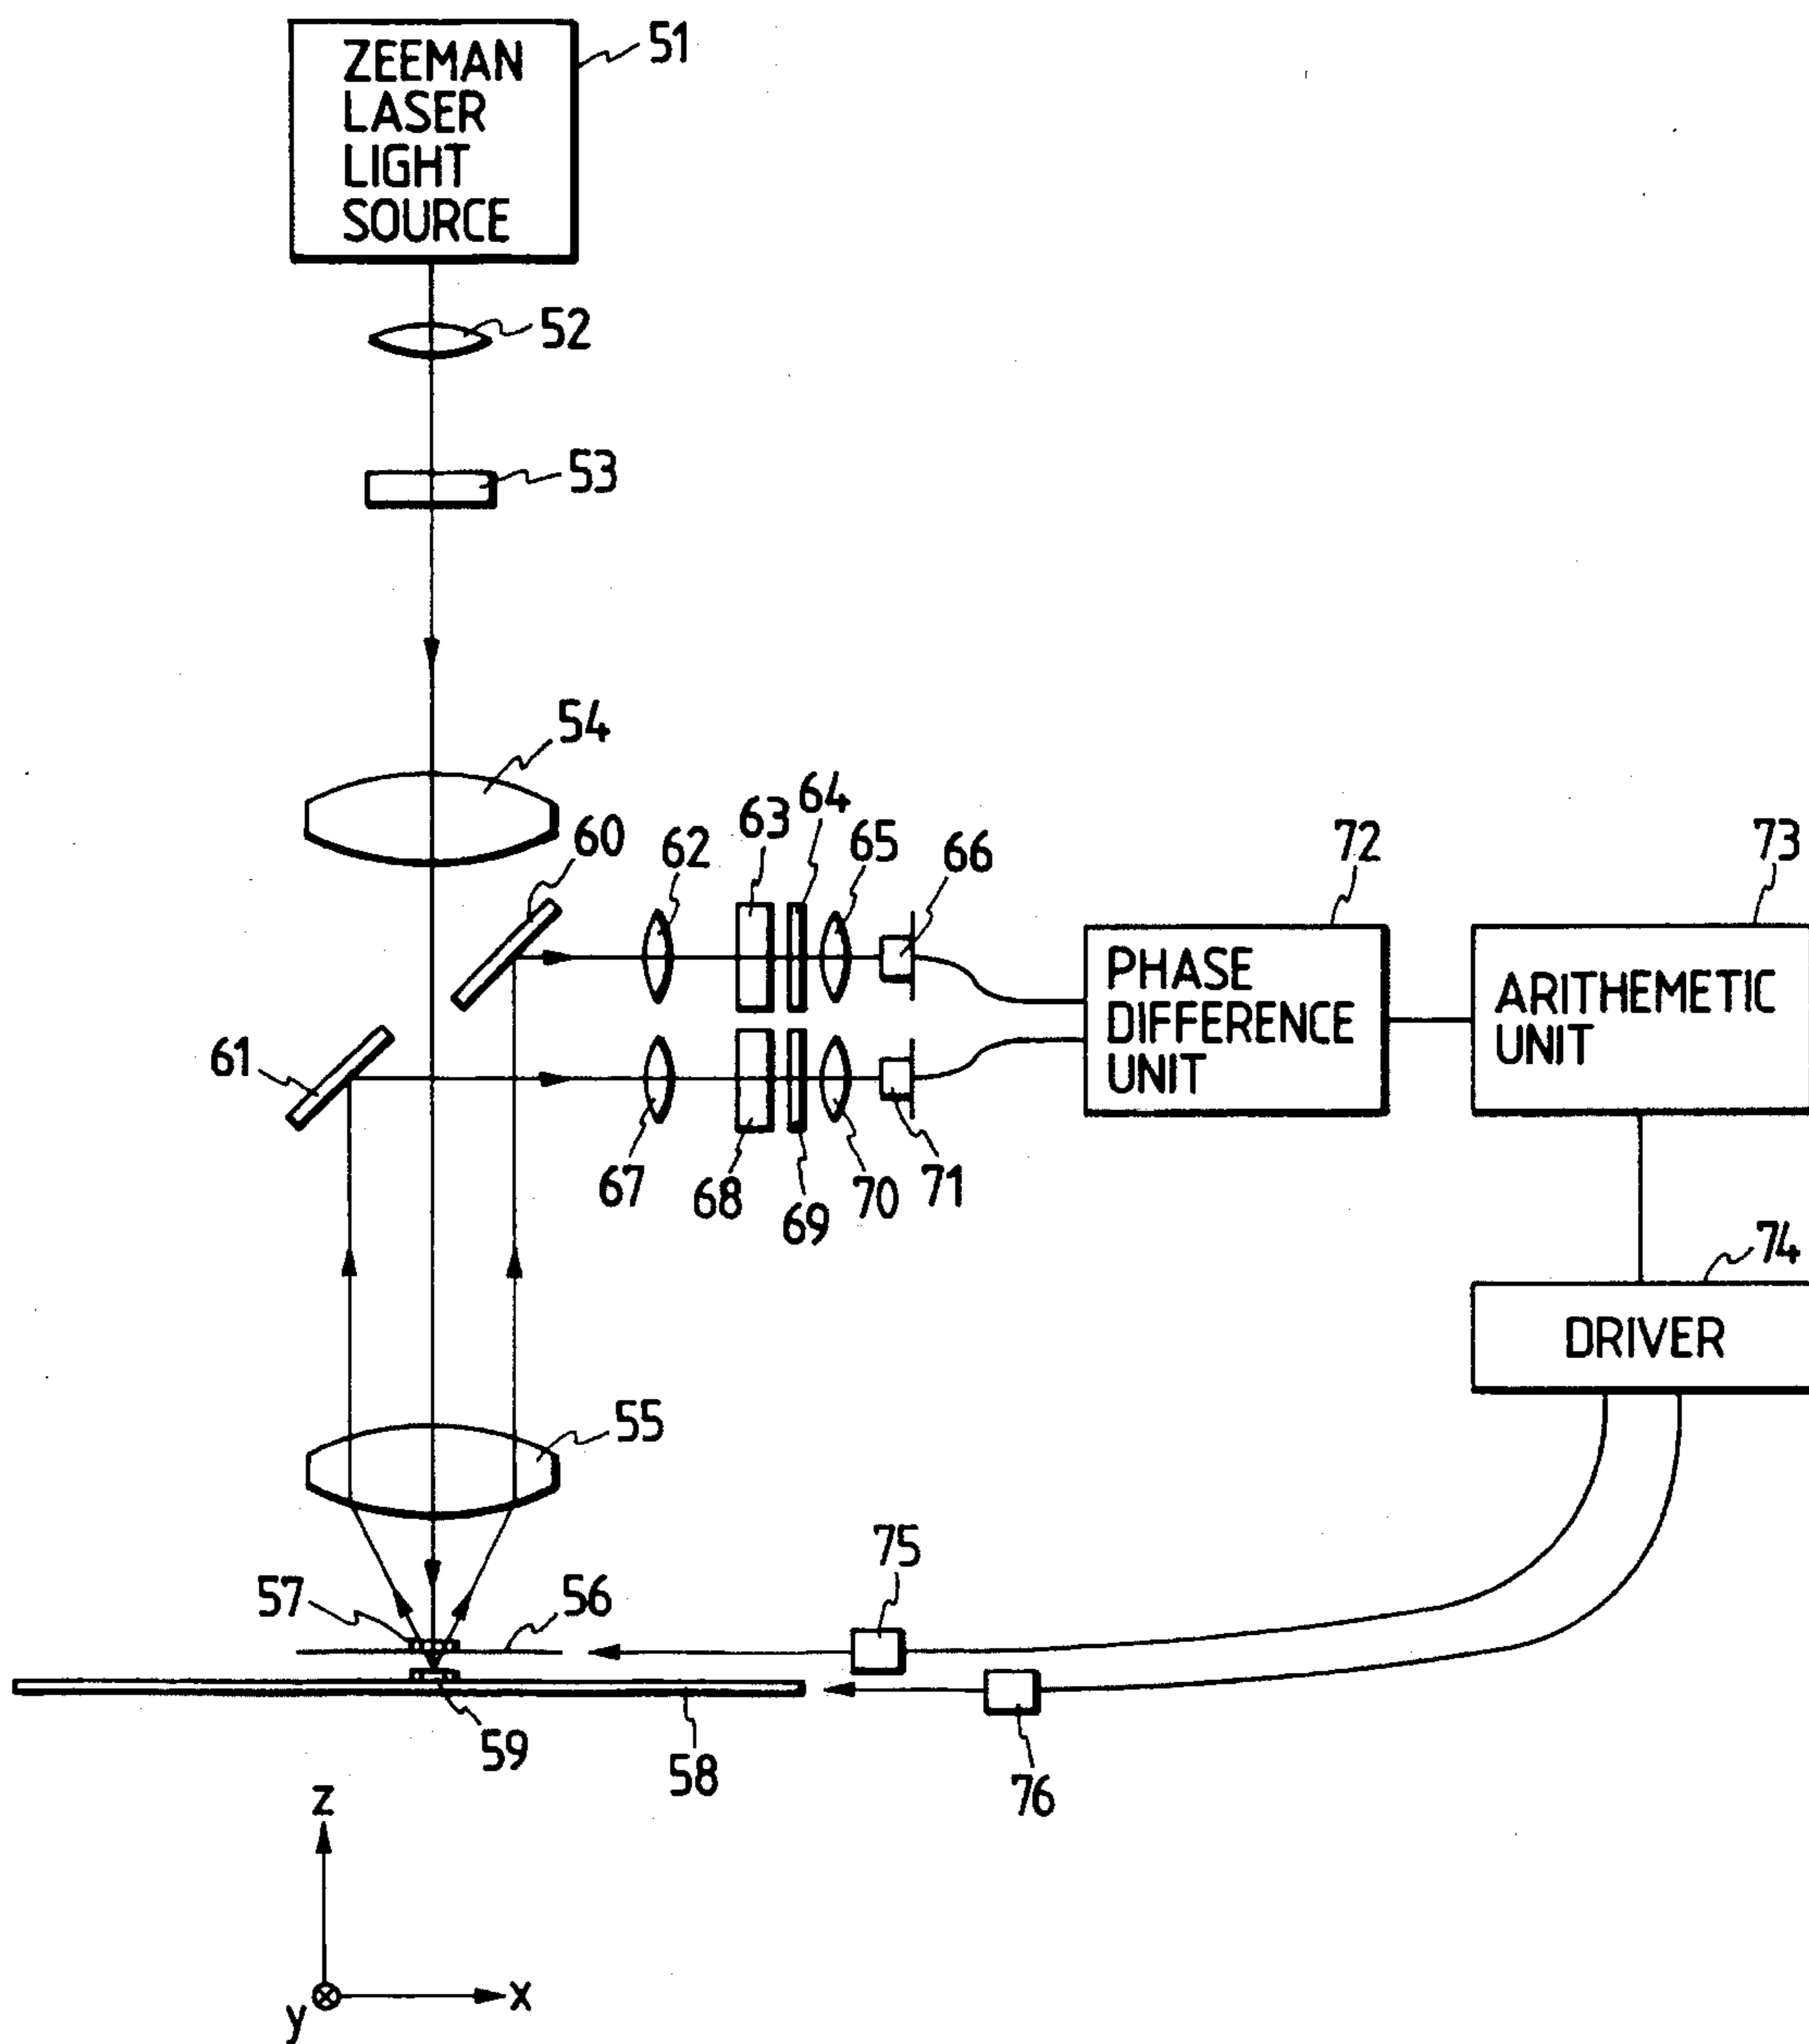 ZEEMAN
LASER
LIGHT
SOURCE
51
52
53
54
60
61
62
63
64
65
66
67
68
69
70
71
72
PHASE
DIFFERENCE
UNIT
73
ARITHEMETIC
UNIT
74
DRIVER
55
57
56
75
59
58
76
z
y
x